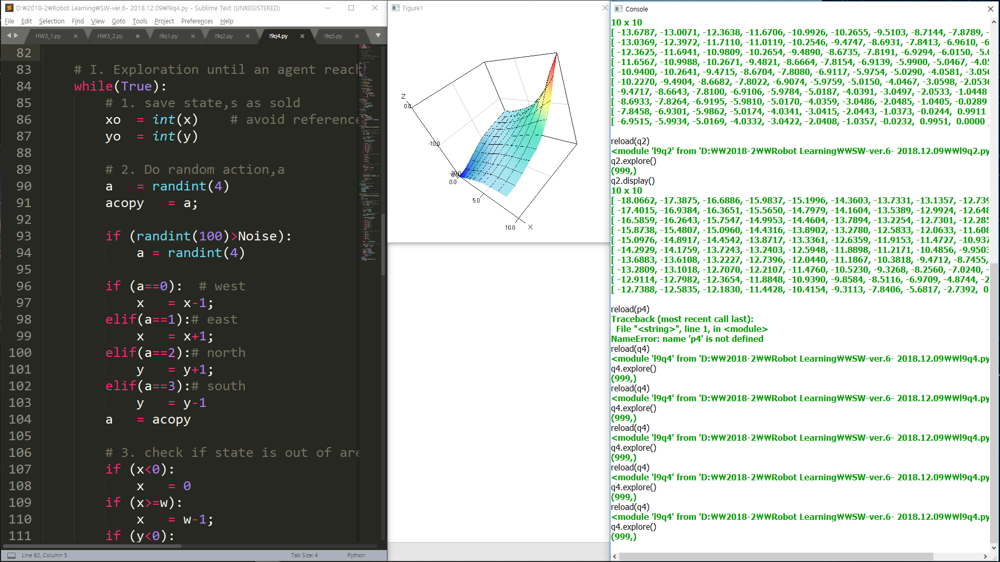 D:₩2018-2₩Robot Learning₩SW-ver.6- 2018.12.09₩l9q4.py - Sublime Text (UNREGISTERED)
File Edit Selection Find View Goto Tools Project Preferences Help
HW3_1.py HW3_2.py l9q1.py l9q2.py l9q4.py l9q5.py
82
83 # I. Exploration until an agent reach
84 while(True):
85 # 1. save state,s as sold
86 xo = int(x) # avoid reference
87 yo = int(y)
88
89 # 2. Do random action,a
90 a = randint(4)
91 acopy = a;
92
93 if (randint(100)>Noise):
94 a = randint(4)
95
96 if (a==0): # west
97 x = x-1;
98 elif(a==1):# east
99 x = x+1;
100 elif(a==2):# north
101 y = y+1;
102 elif(a==3):# south
103 y = y-1
104 a = acopy
105
106 # 3. check if state is out of are
107 if (x<0):
108 x = 0
109 if (x>=w):
110 x = w-1;
111 if (y<0):
Line 82, Column 5 Tab Size: 4 Python
Figure1
Z
0.0
-10.0
0.0
5.0
10.0 X
Console
10 x 10
[ -13.6787, -13.0071, -12.3638, -11.6706, -10.9926, -10.2655, -9.5103, -8.7144, -7.8789, -
[ -13.0369, -12.3972, -11.7110, -11.0119, -10.2546, -9.4747, -8.6931, -7.8413, -6.9610, -6
[ -12.3625, -11.6941, -10.9809, -10.2654, -9.4890, -8.6735, -7.8191, -6.9294, -6.0150, -5.0
[ -11.6567, -10.9988, -10.2671, -9.4821, -8.6664, -7.8154, -6.9139, -5.9900, -5.0467, -4.05
[ -10.9400, -10.2641, -9.4715, -8.6704, -7.8080, -6.9117, -5.9754, -5.0290, -4.0581, -3.056
[ -10.2270, -9.4904, -8.6682, -7.8022, -6.9074, -5.9759, -5.0150, -4.0467, -3.0598, -2.0536
[ -9.4717, -8.6643, -7.8100, -6.9106, -5.9784, -5.0187, -4.0391, -3.0497, -2.0533, -1.0448
[ -8.6933, -7.8264, -6.9195, -5.9810, -5.0170, -4.0359, -3.0486, -2.0485, -1.0405, -0.0289
[ -7.8458, -6.9301, -5.9862, -5.0174, -4.0341, -3.0415, -2.0443, -1.0373, -0.0244, 0.9911
[ -6.9515, -5.9934, -5.0169, -4.0332, -3.0422, -2.0408, -1.0357, -0.0232, 0.9951, 0.0000 ]
reload(q2)
<module 'l9q2' from 'D:₩₩2018-2₩₩Robot Learning₩₩SW-ver.6- 2018.12.09₩₩l9q2.py
q2.explore()
(999,)
q2.display()
10 x 10
[ -18.0662, -17.3875, -16.6886, -15.9837, -15.1996, -14.3603, -13.7331, -13.1357, -12.739
[ -17.4015, -16.9384, -16.3651, -15.5650, -14.7979, -14.1604, -13.5389, -12.9924, -12.648
[ -16.5859, -16.2643, -15.7547, -14.9953, -14.4604, -13.7894, -13.2254, -12.7301, -12.285
[ -15.8738, -15.4807, -15.0960, -14.4316, -13.8902, -13.2780, -12.5833, -12.0633, -11.608
[ -15.0976, -14.8917, -14.4542, -13.8717, -13.3361, -12.6359, -11.9153, -11.4727, -10.937
[ -14.2929, -14.1759, -13.7243, -13.2403, -12.5948, -11.8898, -11.2171, -10.4856, -9.9503
[ -13.6883, -13.6108, -13.2227, -12.7396, -12.0440, -11.1867, -10.3818, -9.4712, -8.7455,
[ -13.2809, -13.1018, -12.7070, -12.2107, -11.4760, -10.5230, -9.3268, -8.2560, -7.0240, -
[ -12.9114, -12.7982, -12.3654, -11.8848, -10.9390, -9.8584, -8.5116, -6.9709, -4.8744, -2
[ -12.7388, -12.5835, -12.1830, -11.4428, -10.4154, -9.3113, -7.8406, -5.6817, -2.7392, 0
reload(p4)
Traceback (most recent call last):
File "<string>", line 1, in <module>
NameError: name 'p4' is not defined
reload(q4)
<module 'l9q4' from 'D:₩₩2018-2₩₩Robot Learning₩₩SW-ver.6- 2018.12.09₩₩l9q4.py
q4.explore()
(999,)
reload(q4)
<module 'l9q4' from 'D:₩₩2018-2₩₩Robot Learning₩₩SW-ver.6- 2018.12.09₩₩l9q4.py
q4.explore()
(999,)
reload(q4)
<module 'l9q4' from 'D:₩₩2018-2₩₩Robot Learning₩₩SW-ver.6- 2018.12.09₩₩l9q4.py
q4.explore()
(999,)
reload(q4)
<module 'l9q4' from 'D:₩₩2018-2₩₩Robot Learning₩₩SW-ver.6- 2018.12.09₩₩l9q4.py
q4.explore()
(999,)
reload(q4)
<module 'l9q4' from 'D:₩₩2018-2₩₩Robot Learning₩₩SW-ver.6- 2018.12.09₩₩l9q4.py
q4.explore()
(999,)